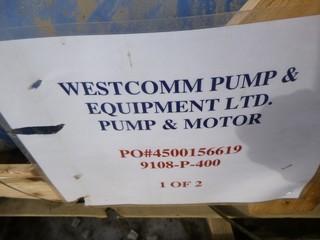 WESTCOMM PUMP &
EQUIPMENT LTD.
PUMP & MOTOR
PO#4500156619
9108-P-400
1 OF 2